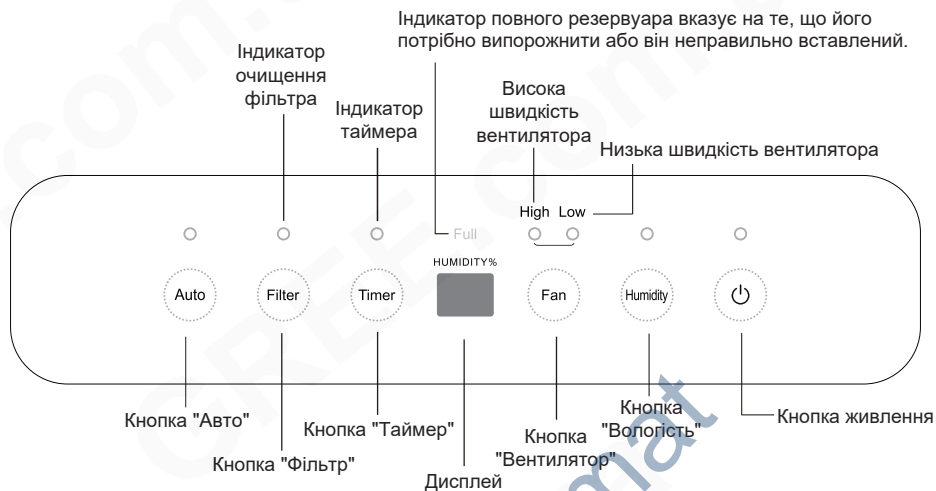 Індикатор повного резервуара вказує на те, що його
потрібно випорожнити або він неправильно вставлений.
Індикатор
очищення
фільтра
Індикатор
таймера
Висока
швидкість
вентилятора
Низька швидкість вентилятора
High Low
Full
HUMIDITY%
Auto
Filter
Timer
Fan
Humidity
Кнопка "Авто"
Кнопка "Фільтр"
Кнопка "Таймер"
Дисплей
Кнопка
"Вентилятор"
Кнопка
"Вологість"
Кнопка живлення